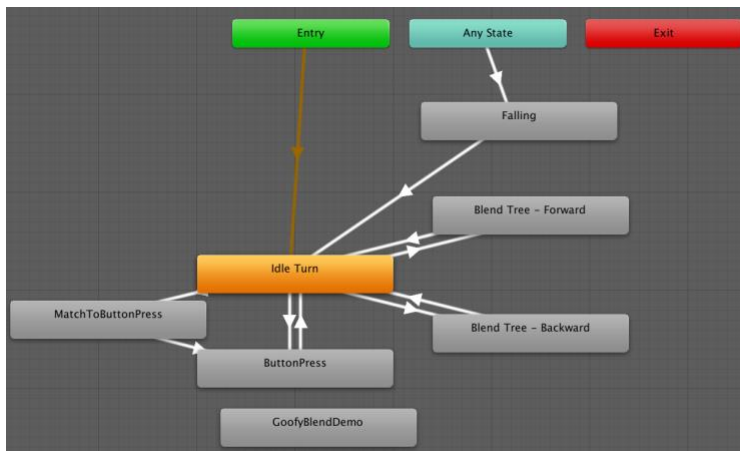 Entry
Any State
Exit
Falling
Blend Tree - Forward
Idle Turn
MatchToButtonPress
Blend Tree - Backward
ButtonPress
GoofyBlendDemo